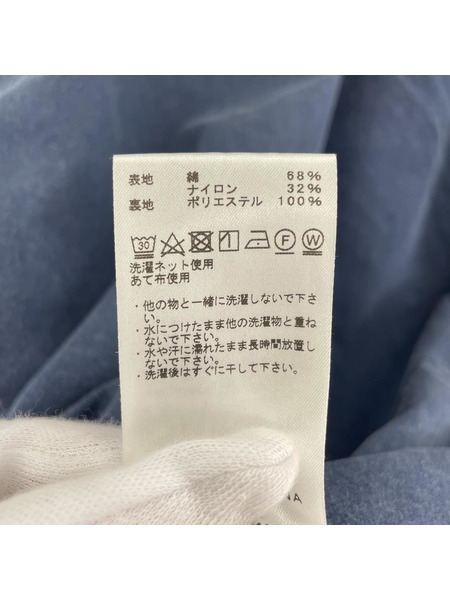 表地 綿 68%
ナイロン 32%
裏地 ポリエステル 100%
30 F W
洗濯ネット使用
あて布使用
・他の物と一緒に洗濯しないで下さ
い。
・水につけたまま他の洗濯物と重ね
ないで下さい。
・水や汗に濡れたまま長時間放置し
ないで下さい。
・洗濯後はすぐに干して下さい。
NA